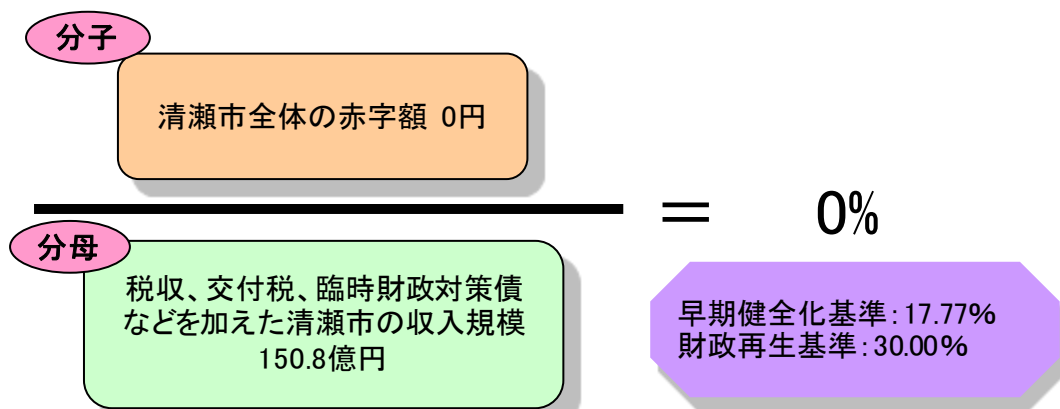 分子
清瀬市全体の赤字額 0円
分母
税収、交付税、臨時財政対策債
などを加えた清瀬市の収入規模
150.8億円
＝ 0%
早期健全化基準：17.77%
財政再生基準：30.00%